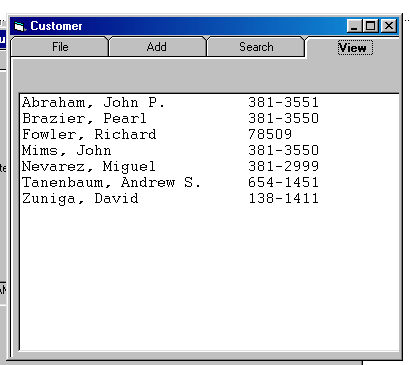 Customer
File Add Search View
Abraham, John P. 381-3551
Brazier, Pearl 381-3550
Fowler, Richard 78509
Mims, John 381-3550
Nevarez, Miguel 381-2999
Tanenbaum, Andrew S. 654-1451
Zuniga, David 138-1411